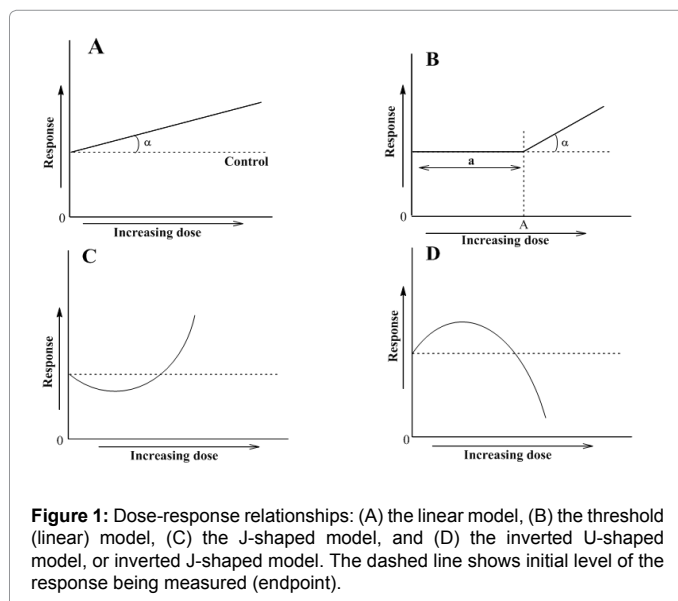 A
Response
α
Control
0
Increasing dose
B
Response
a
α
0
A
Increasing dose
C
Response
0
Increasing dose
D
Response
0
Increasing dose
Figure 1: Dose-response relationships: (A) the linear model, (B) the threshold
(linear) model, (C) the J-shaped model, and (D) the inverted U-shaped
model, or inverted J-shaped model. The dashed line shows initial level of the
response being measured (endpoint).